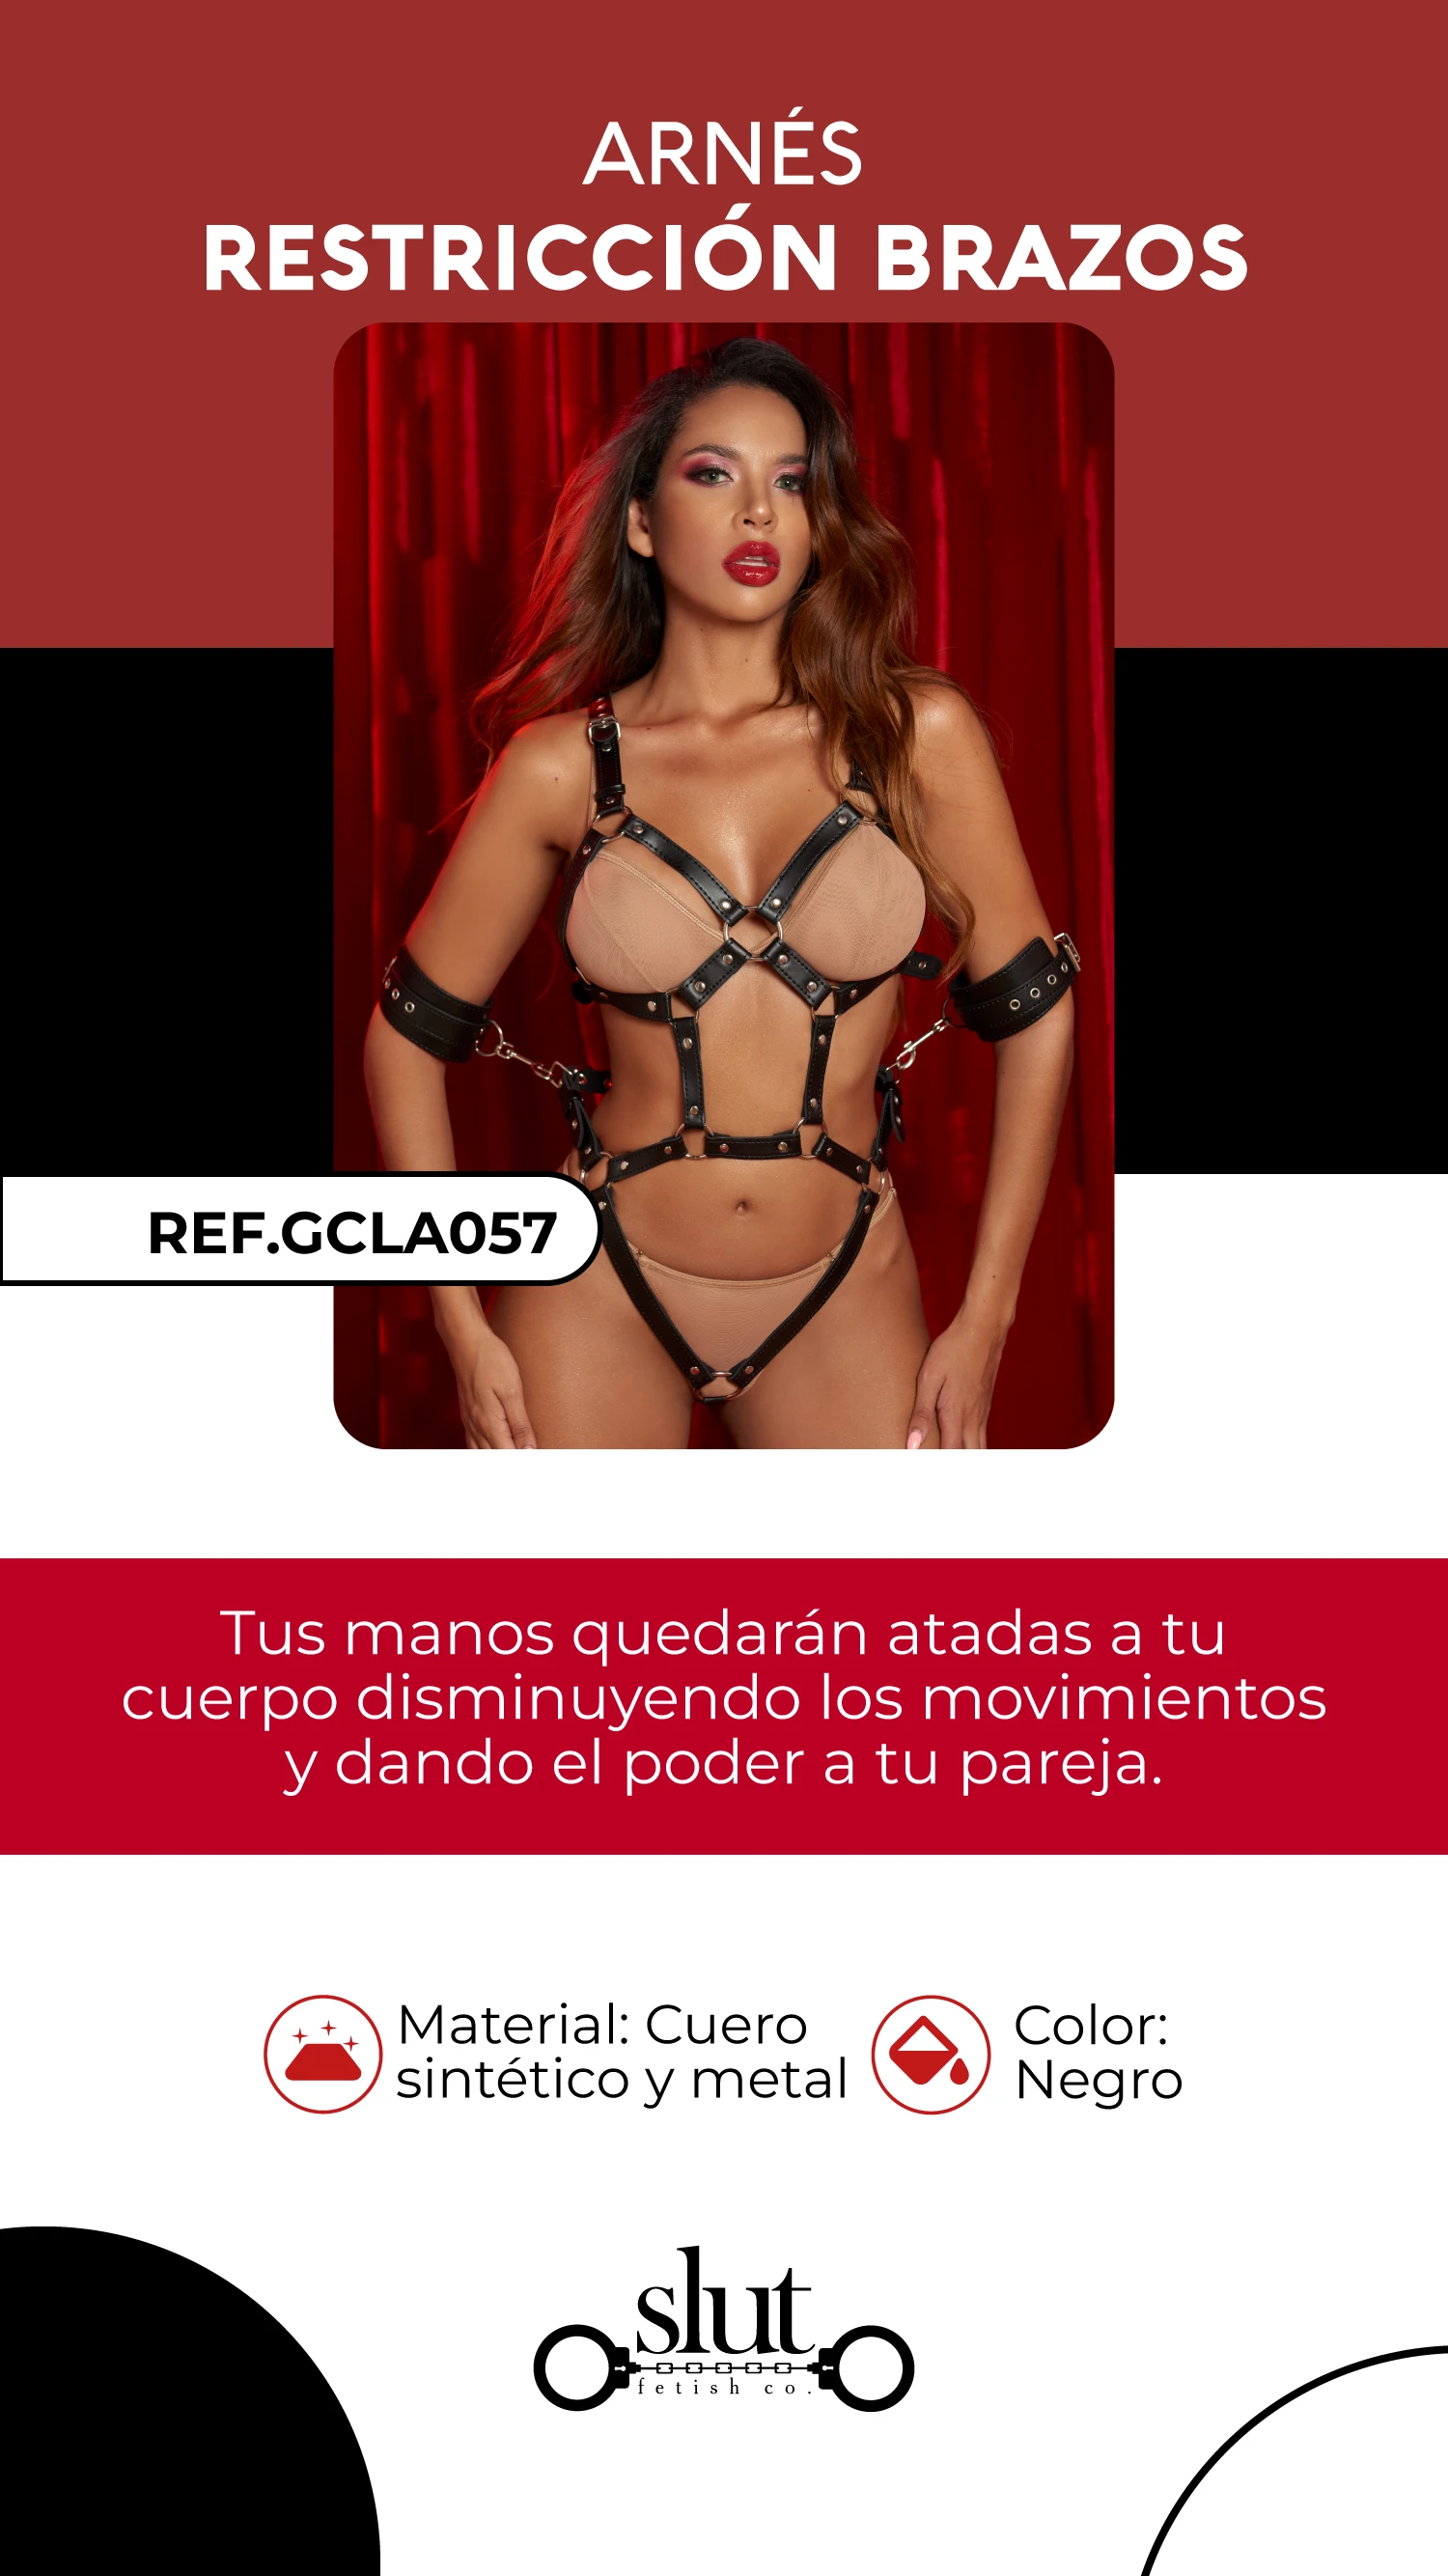 ARNÉS
RESTRICCIÓN BRAZOS
REF.GCLA057
Tus manos quedarán atadas a tu
cuerpo disminuyendo los movimientos
y dando el poder a tu pareja.
Material: Cuero
sintético y metal
Color:
Negro
slut
fetish co.